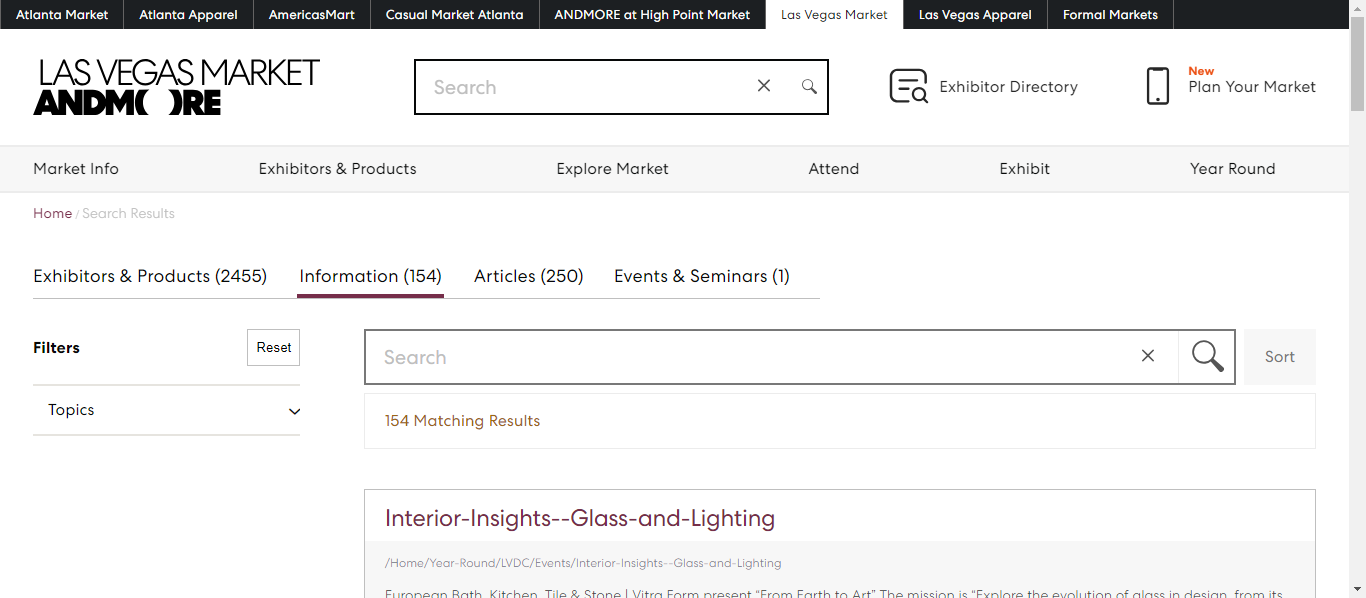 Atlanta Market Atlanta Apparel AmericasMart Casual Market Atlanta ANDMORE at High Point Market Las Vegas Market Las Vegas Apparel Formal Markets
LAS VEGAS MARKET
ANDM( )RE
Search
Exhibitor Directory
New
Plan Your Market
Market Info Exhibitors & Products Explore Market Attend Exhibit Year Round
Home / Search Results
Exhibitors & Products (2455) Information (154) Articles (250) Events & Seminars (1)
Filters Reset
Topics
Search
Sort
154 Matching Results
Interior-Insights--Glass-and-Lighting
/Home/Year-Round/LVDC/Events/Interior-Insights--Glass-and-Lighting
European Bath, Kitchen, Tile & Stone | Vitra Form present “From Earth to Art” The mission is “Explore the evolution of glass in design, from its